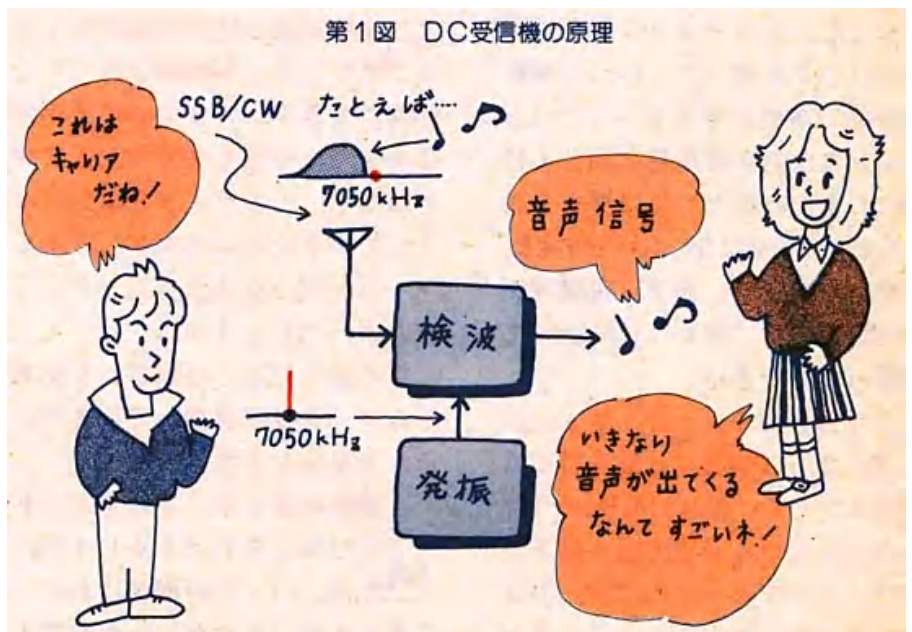 第1図 DC受信機の原理
これは
キャリア
だね!
SSB/CW
たとえば‥‥
7050kHz
音声信号
検波
7050kHz
発振
いきなり
音声が出てくる
なんてすごいネ!